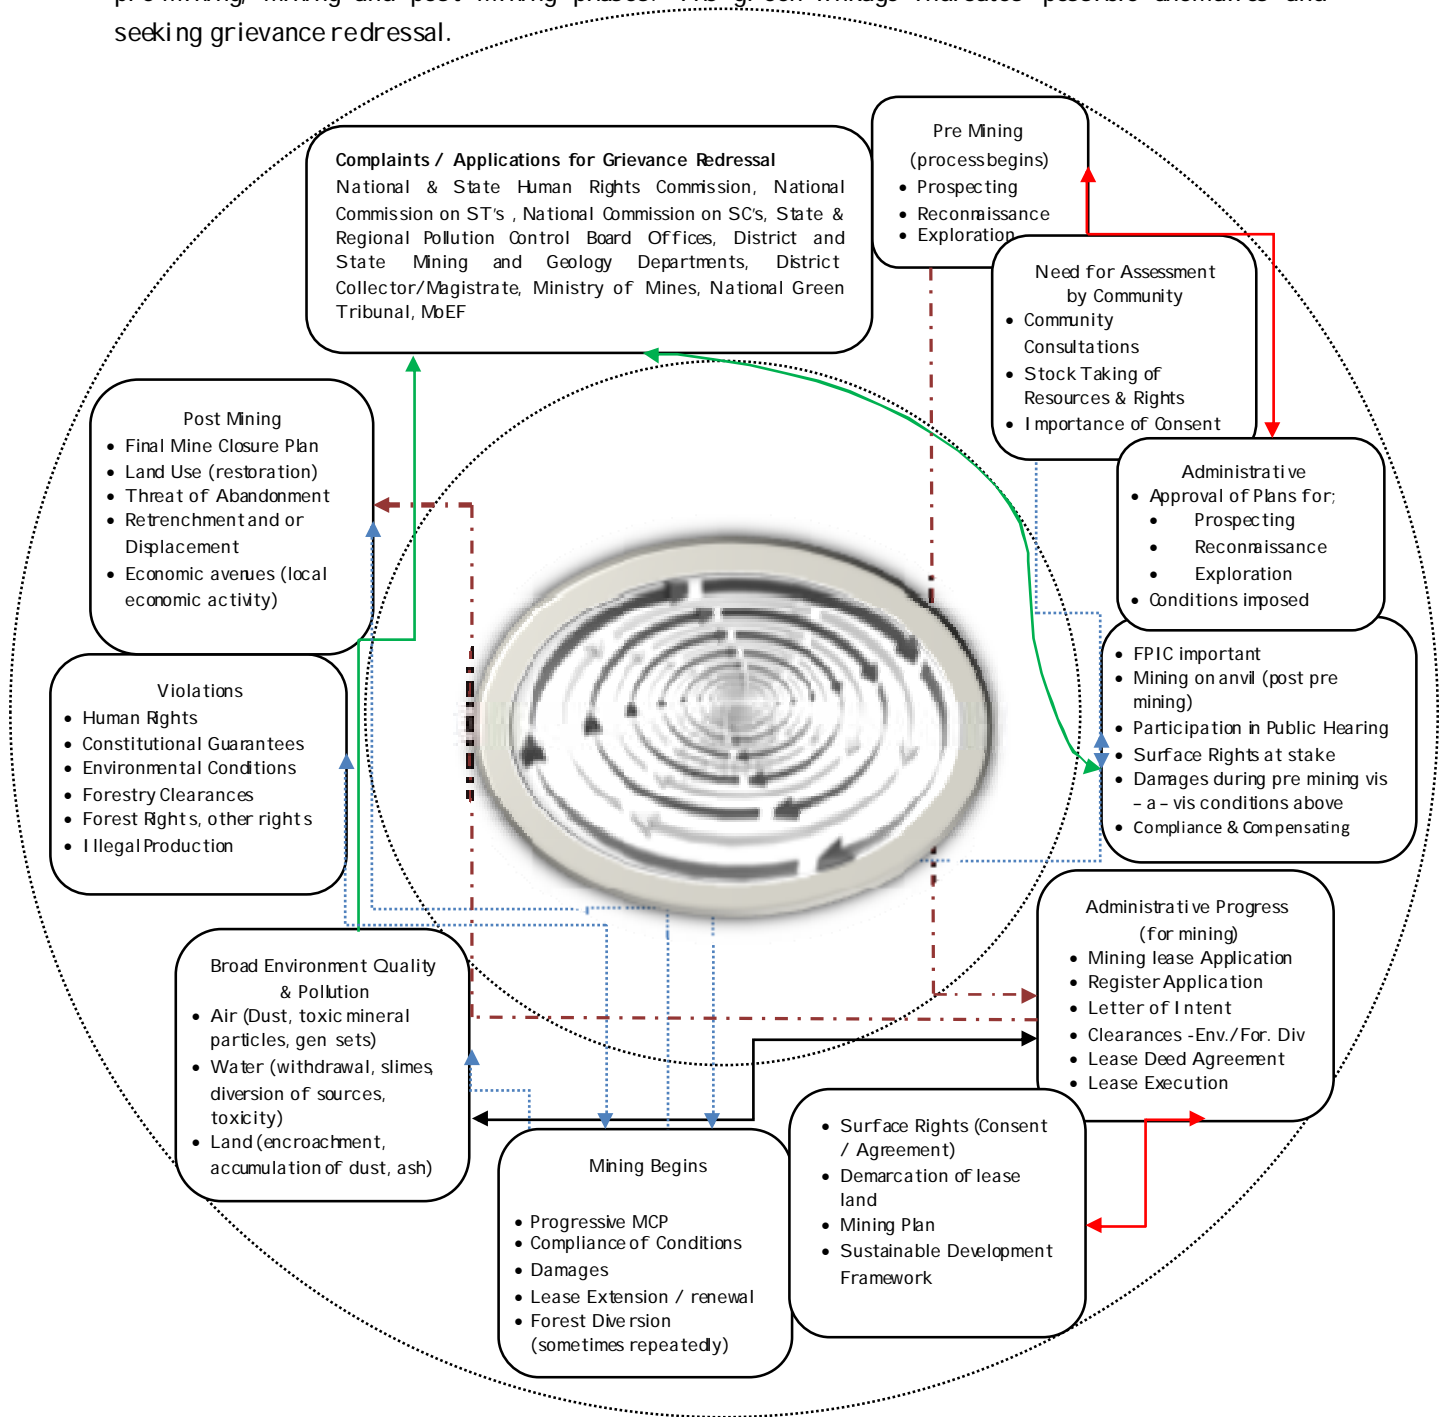 seeking grievance redressal.
Complaints / Applications for Grievance Redressal
National & State Human Rights Commission, National
Commission on ST's , National Commission on SC's, State &
Regional Pollution Control Board Offices, District and
State Mining and Geology Departments, District
Collector/Magistrate, Ministry of Mines, National Green
Tribunal, MoEF
Pre Mining
(process begins)
• Prospecting
• Reconnaissance
• Exploration
Need for Assessment
by Community
• Community
Consultations
• Stock Taking of
Resources & Rights
• Importance of Consent
Administrative
• Approval of Plans for;
• Prospecting
• Reconnaissance
• Exploration
• Conditions imposed
• FPIC important
• Mining on anvil (post pre
mining)
• Participation in Public Hearing
• Surface Rights at stake
• Damages during pre mining vis
– a – vis conditions above
• Compliance & Compensating
Administrative Progress
(for mining)
• Mining lease Application
• Register Application
• Letter of Intent
• Clearances -Env./For. Div
• Lease Deed Agreement
• Lease Execution
• Surface Rights (Consent
/ Agreement)
• Demarcation of lease
land
• Mining Plan
• Sustainable Development
Framework
Mining Begins
• Progressive MCP
• Compliance of Conditions
• Damages
• Lease Extension / renewal
• Forest Diversion
(sometimes repeatedly)
Broad Environment Quality
& Pollution
• Air (Dust, toxic mineral
particles, gen sets)
• Water (withdrawal, slimes,
diversion of sources,
toxicity)
• Land (encroachment,
accumulation of dust, ash)
Violations
• Human Rights
• Constitutional Guarantees
• Environmental Conditions
• Forestry Clearances
• Forest Rights, other rights
• Illegal Production
Post Mining
• Final Mine Closure Plan
• Land Use (restoration)
• Threat of Abandonment
• Retrenchment and or
Displacement
• Economic avenues (local
economic activity)